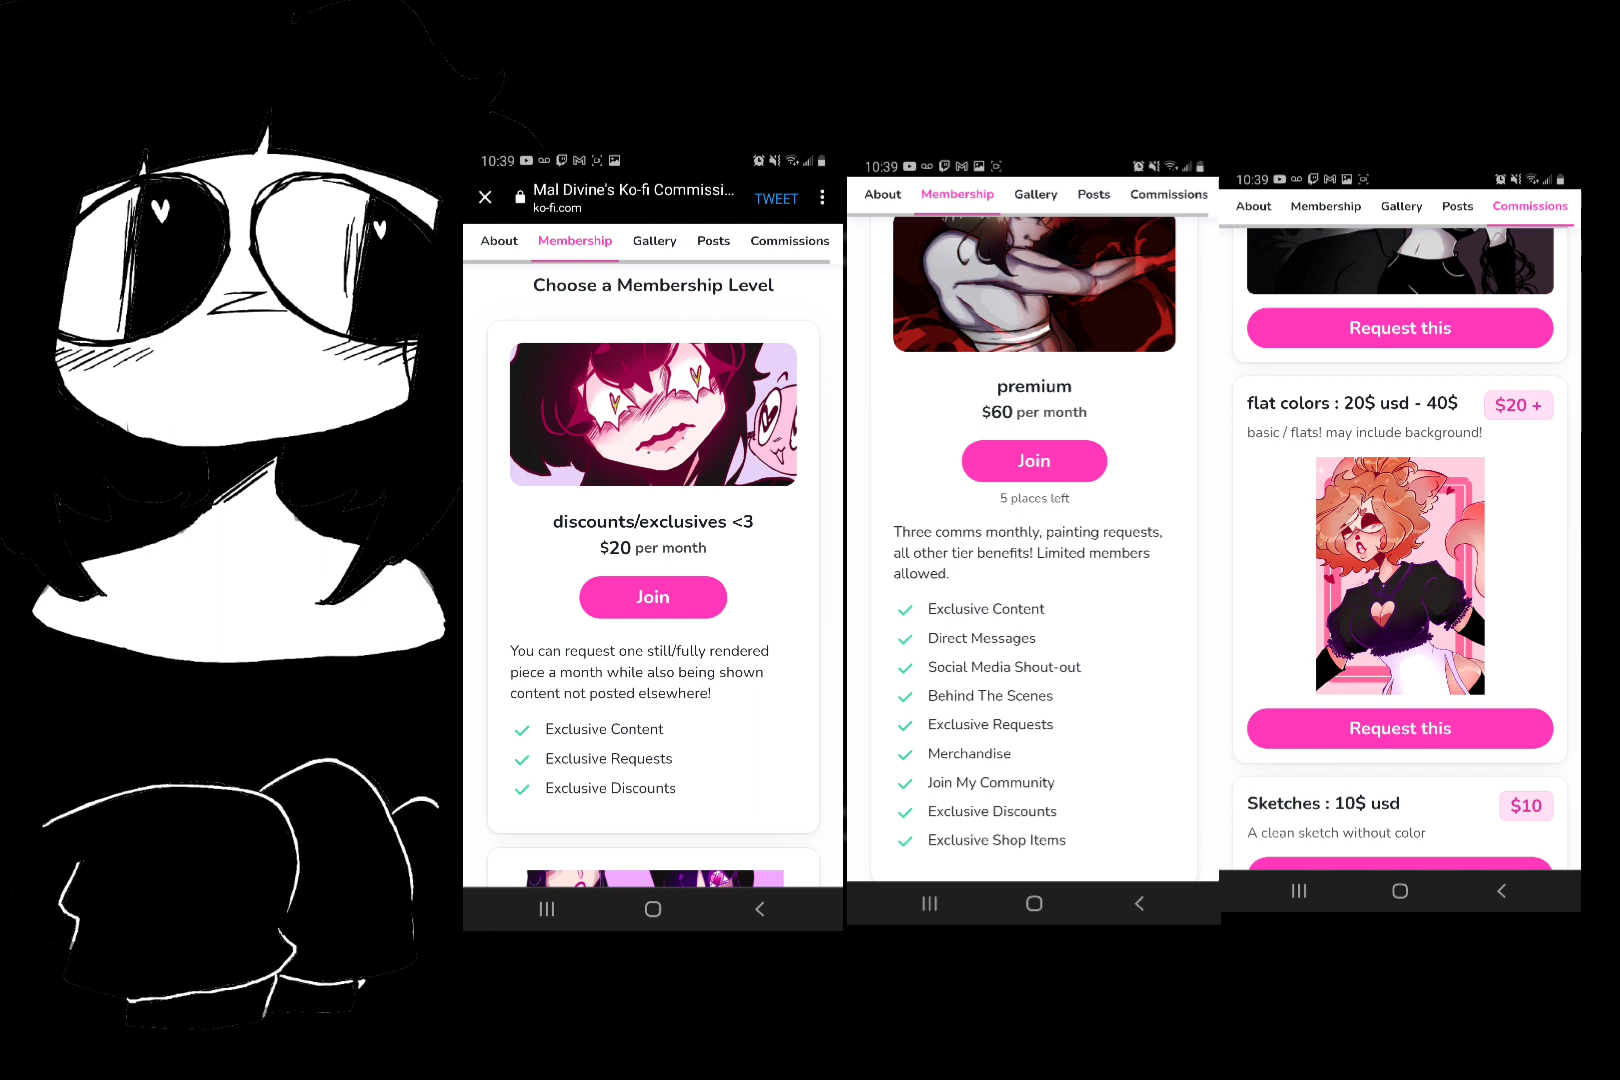 10:39
Mal Divine's Ko-fi Commissi...
ko-fi.com
TWEET
About Membership Gallery Posts Commissions
Choose a Membership Level
discounts/exclusives <3
$20 per month
Join
You can request one still/fully rendered
piece a month while also being shown
content not posted elsewhere!
Exclusive Content
Exclusive Requests
Exclusive Discounts
10:39
About Membership Gallery Posts Commissions
premium
$60 per month
Join
5 places left
Three comms monthly, painting requests,
all other tier benefits! Limited members
allowed.
Exclusive Content
Direct Messages
Social Media Shout-out
Behind The Scenes
Exclusive Requests
Merchandise
Join My Community
Exclusive Discounts
Exclusive Shop Items
10:39
About Membership Gallery Posts Commissions
Request this
flat colors : 20$ usd - 40$
$20 +
basic / flats! may include background!
Request this
Sketches : 10$ usd
$10
A clean sketch without color